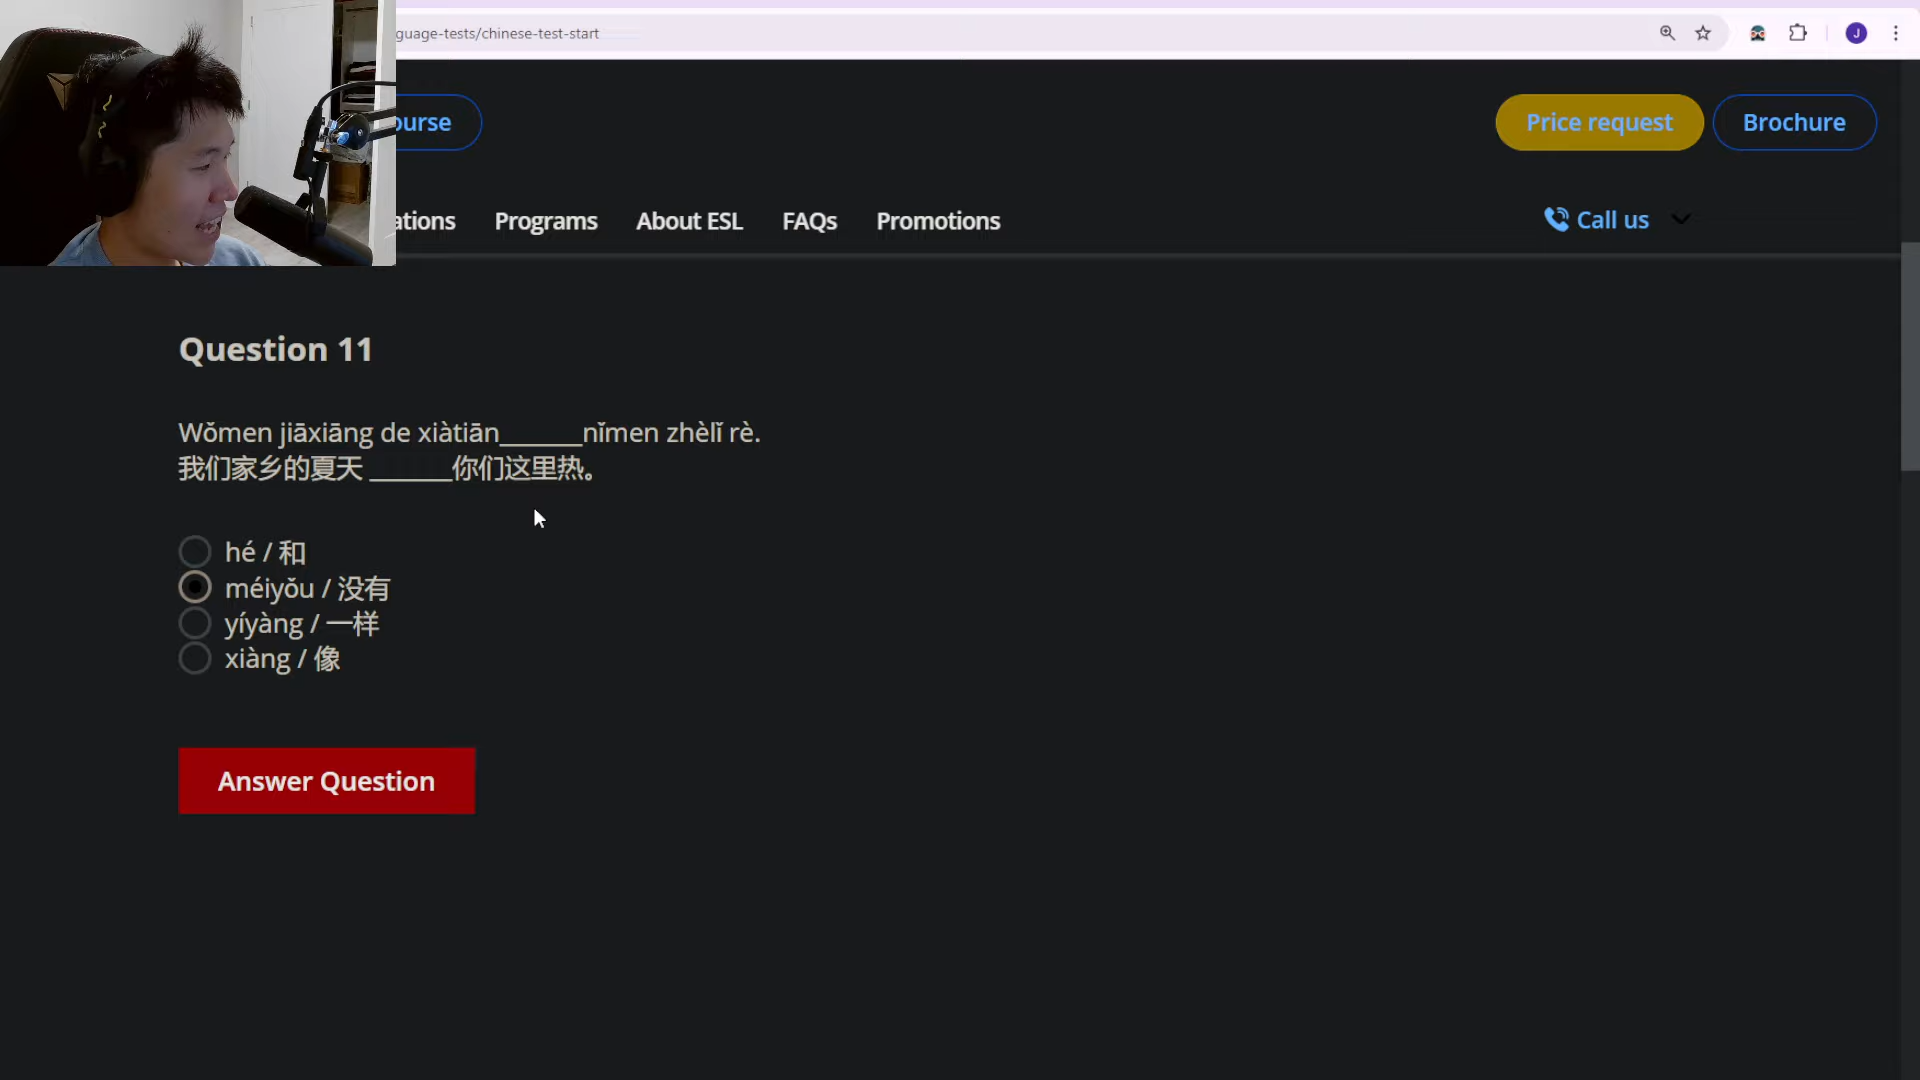 guage-tests/chinese-test-start
J
ourse
Price request
Brochure
ations
Programs
About ESL
FAQs
Promotions
Call us
Question 11
Wǒmen jiāxiāng de xiàtiān______nǐmen zhèlǐ rè.
我们家乡的夏天 ______你们这里热。
hé / 和
méiyǒu / 没有
yíyàng / 一样
xiàng / 像
Answer Question